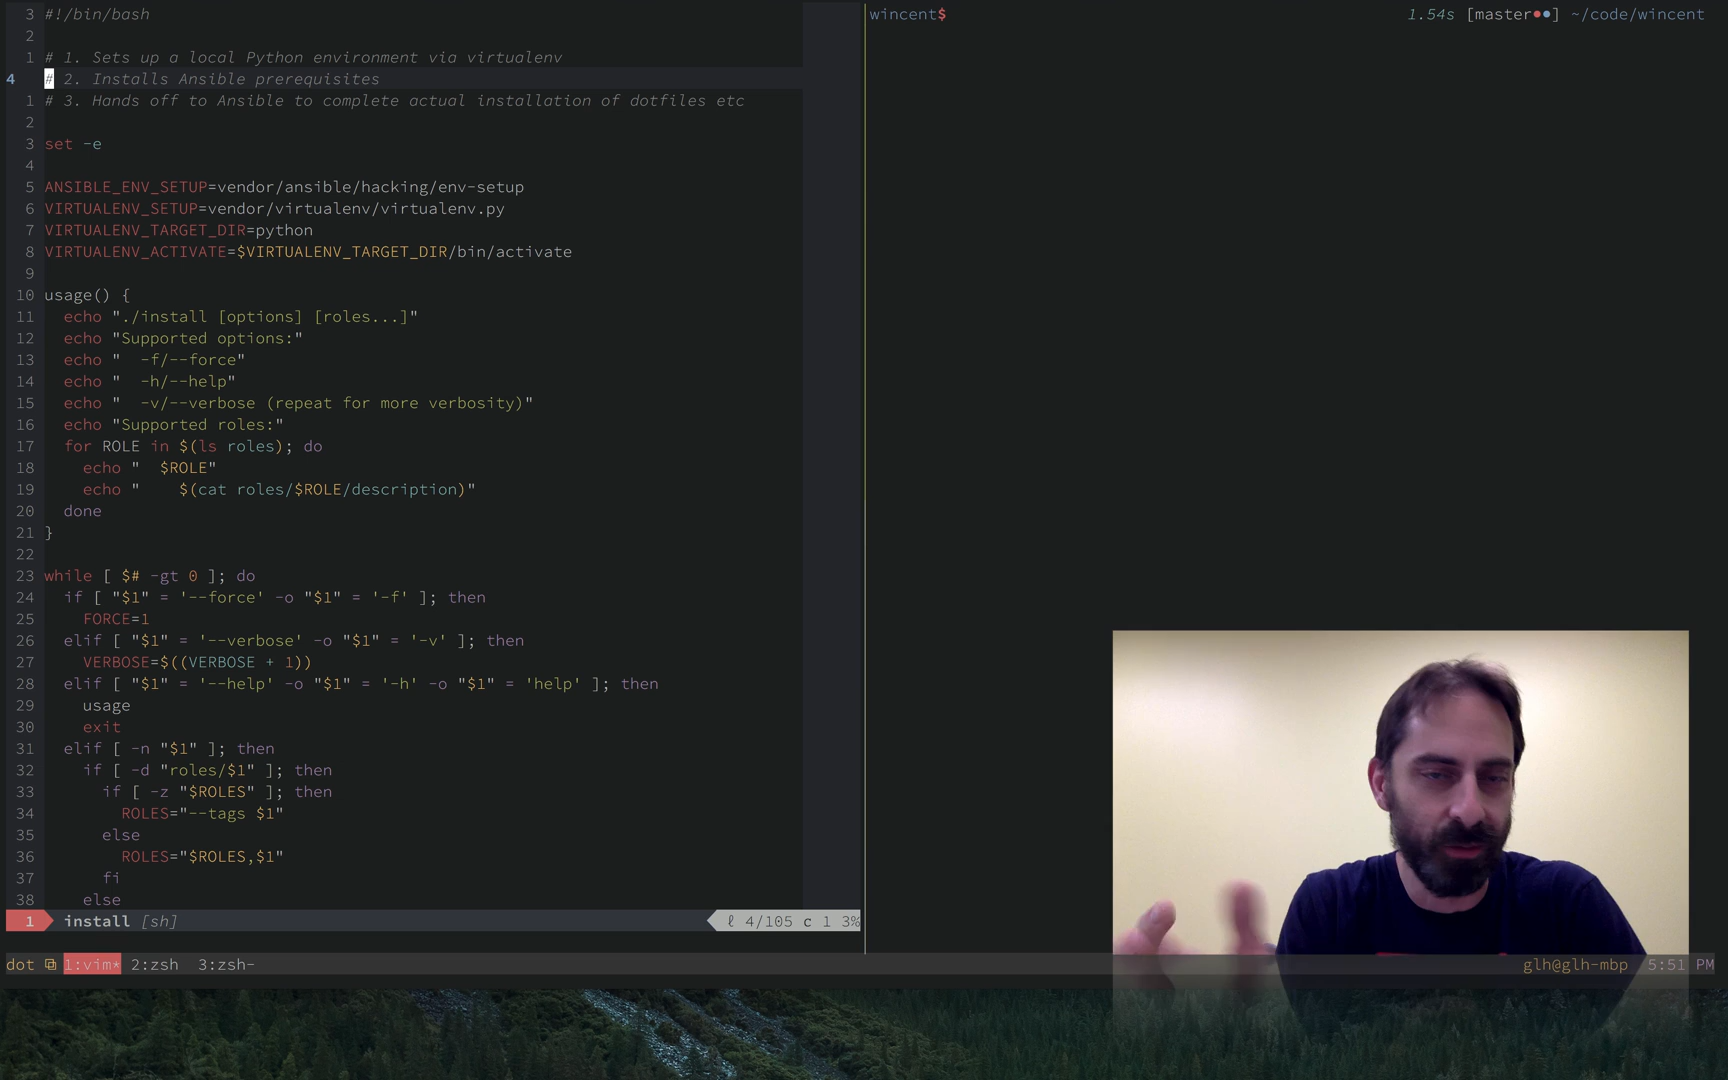 3 #!/bin/bash
2
1 # 1. Sets up a local Python environment via virtualenv
4 # 2. Installs Ansible prerequisites
1 # 3. Hands off to Ansible to complete actual installation of dotfiles etc
2
3 set -e
4
5 ANSIBLE_ENV_SETUP=vendor/ansible/hacking/env-setup
6 VIRTUALENV_SETUP=vendor/virtualenv/virtualenv.py
7 VIRTUALENV_TARGET_DIR=python
8 VIRTUALENV_ACTIVATE=$VIRTUALENV_TARGET_DIR/bin/activate
9
10 usage() {
11   echo "./install [options] [roles...]"
12   echo "Supported options:"
13   echo "  -f/--force"
14   echo "  -h/--help"
15   echo "  -v/--verbose (repeat for more verbosity)"
16   echo "Supported roles:"
17   for ROLE in $(ls roles); do
18     echo "  $ROLE"
19     echo "    $(cat roles/$ROLE/description)"
20   done
21 }
22
23 while [ $# -gt 0 ]; do
24   if [ "$1" = '--force' -o "$1" = '-f' ]; then
25     FORCE=1
26   elif [ "$1" = '--verbose' -o "$1" = '-v' ]; then
27     VERBOSE=$((VERBOSE + 1))
28   elif [ "$1" = '--help' -o "$1" = '-h' -o "$1" = 'help' ]; then
29     usage
30     exit
31   elif [ -n "$1" ]; then
32     if [ -d "roles/$1" ]; then
33       if [ -z "$ROLES" ]; then
34         ROLES="--tags $1"
35       else
36         ROLES="$ROLES,$1"
37       fi
38     else
1 install [sh] ℓ 4/105 c 1 3%
wincent$ 1.54s [master●●] ~/code/wincent
dot 1:vim* 2:zsh 3:zsh- glh@glh-mbp 5:51 PM